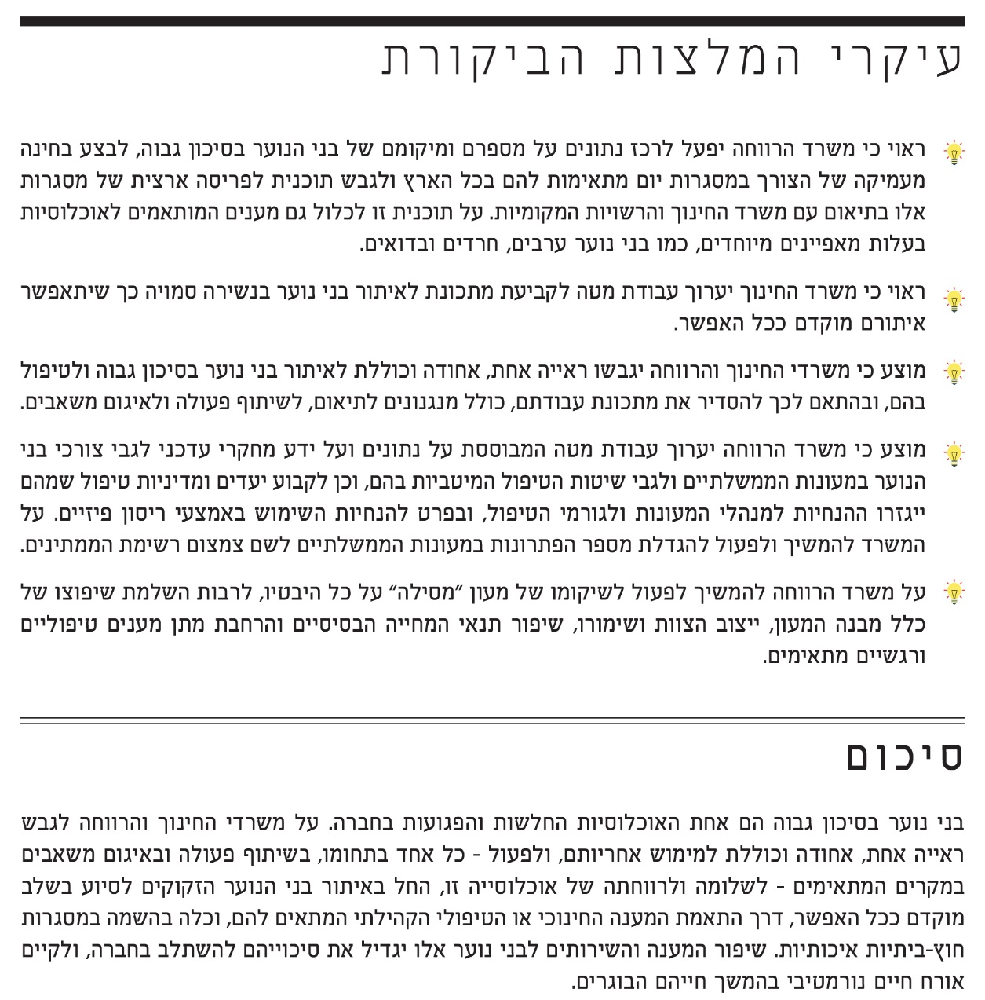 עיקרי המלצות הביקורת
ראוי כי משרד הרווחה יפעל לרכז נתונים על מספרם ומיקומם של בני הנוער בסיכון גבוה, לבצע בחינה
מעמיקה של הצורך במסגרות יום מתאימות להם בכל הארץ ולגבש תוכנית לפריסה ארצית של מסגרות
אלו בתיאום עם משרד החינוך והרשויות המקומיות. על תוכנית זו לכלול גם מענים המותאמים לאוכלוסיות
בעלות מאפיינים מיוחדים, כמו בני נוער ערבים, חרדים ובדואים.
ראוי כי משרד החינוך יערוך עבודת מטה לקביעת מתכונת לאיתור בני נוער בנשירה סמויה כך שיתאפשר
איתורם מוקדם ככל האפשר.
מוצע כי משרדי החינוך והרווחה יגבשו ראייה אחת, אחודה וכוללת לאיתור בני נוער בסיכון גבוה ולטיפול
בהם, ובהתאם לכך להסדיר את מתכונת עבודתם, כולל מנגנונים לתיאום, לשיתוף פעולה ולאיגום משאבים.
מוצע כי משרד הרווחה יערוך עבודת מטה המבוססת על נתונים ועל ידע מחקרי עדכני לגבי צורכי בני
הנוער במעונות הממשלתיים ולגבי שיטות הטיפול המיטביות בהם, וכן לקבוע יעדים ומדיניות טיפול שמהם
ייגזרו ההנחיות למנהלי המעונות ולגורמי הטיפול, ובפרט להנחיות השימוש באמצעי ריסון פיזיים. על
המשרד להמשיך ולפעול להגדלת מספר הפתרונות במעונות הממשלתיים לשם צמצום רשימת הממתינים.
על משרד הרווחה להמשיך לפעול לשיקומו של מעון "מסילה" על כל היבטיו, לרבות השלמת שיפוצו של
כלל מבנה המעון, ייצוב הצוות ושימורו, שיפור תנאי המחייה הבסיסיים והרחבת מתן מענים טיפוליים
ורגשיים מתאימים.
סיכום
בני נוער בסיכון גבוה הם אחת האוכלוסיות החלשות והפגועות בחברה. על משרדי החינוך והרווחה לגבש
ראייה אחת, אחודה וכוללת למימוש אחריותם, ולפעול - כל אחד בתחומו, בשיתוף פעולה ובאיגום משאבים
במקרים המתאימים - לשלומה ולרווחתה של אוכלוסייה זו, החל באיתור בני הנוער הזקוקים לסיוע בשלב
מוקדם ככל האפשר, דרך התאמת המענה החינוכי או הטיפולי הקהילתי המתאים להם, וכלה בהשמה במסגרות
חוץ-ביתיות איכותיות. שיפור המענה והשירותים לבני נוער אלו יגדיל את סיכוייהם להשתלב בחברה, ולקיים
אורח חיים נורמטיבי בהמשך חייהם הבוגרים.